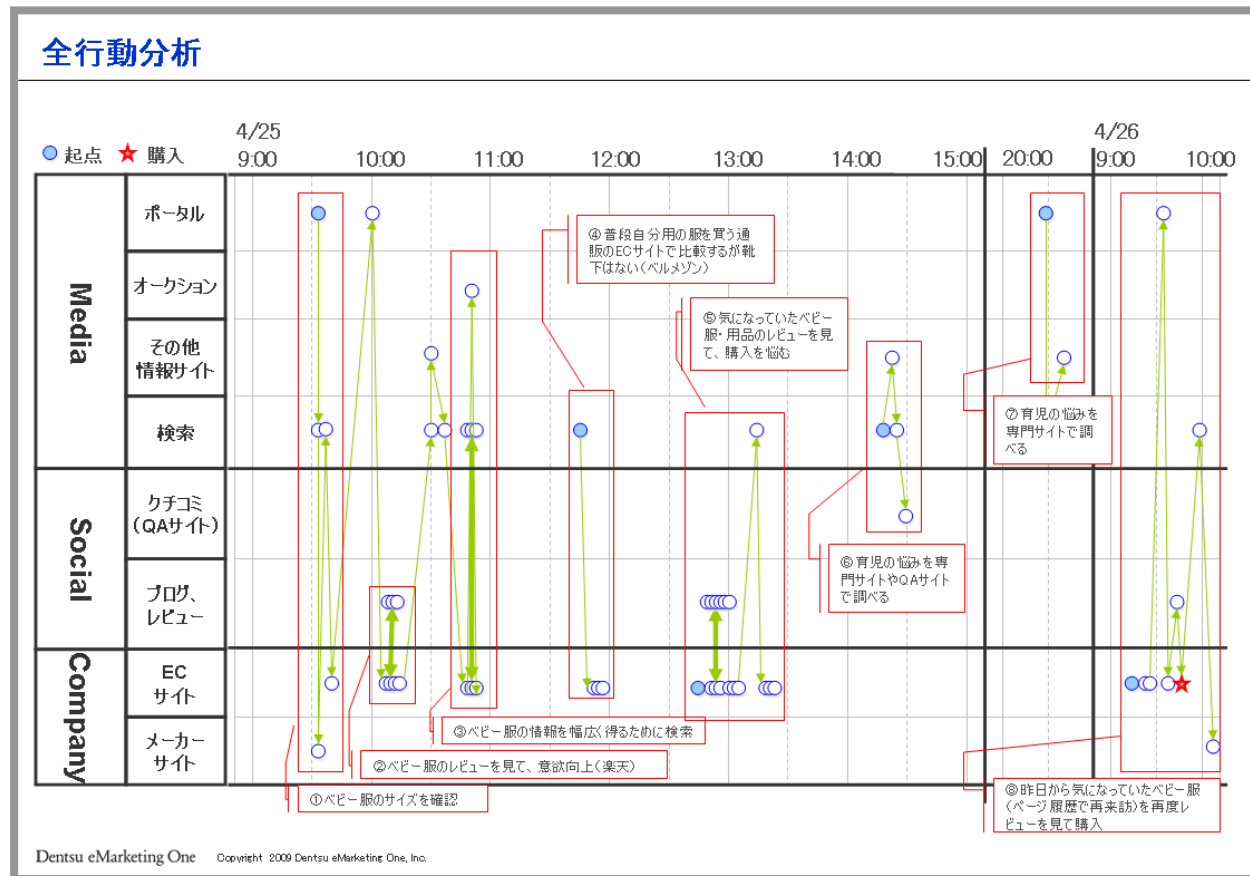 全行動分析
4/25
4/26
起点 購入
9:00 10:00 11:00 12:00 13:00 14:00 15:00 20:00 9:00 10:00
Media
ポータル
オークション
その他
情報サイト
検索
Social
クチコミ
(QAサイト)
ブログ、
レビュー
Company
EC
サイト
メーカー
サイト
④普段自分用の服を買う通
販のECサイトで比較するが靴
下はない(ベルメゾン)
⑤気になっていたベビー
服・用品のレビューを見
て、購入を悩む
⑦育児の悩みを
専門サイトで調
べる
⑥育児の悩みを専
門サイトやQAサイト
で調べる
③ベビー服の情報を幅広く得るために検索
②ベビー服のレビューを見て、意欲向上(楽天)
①ベビー服のサイズを確認
⑧昨日から気になっていたベビー服
(ページ履歴で再来訪)を再度レ
ビューを見て購入
Dentsu eMarketing One Copyright 2009 Dentsu eMarketing One, Inc.